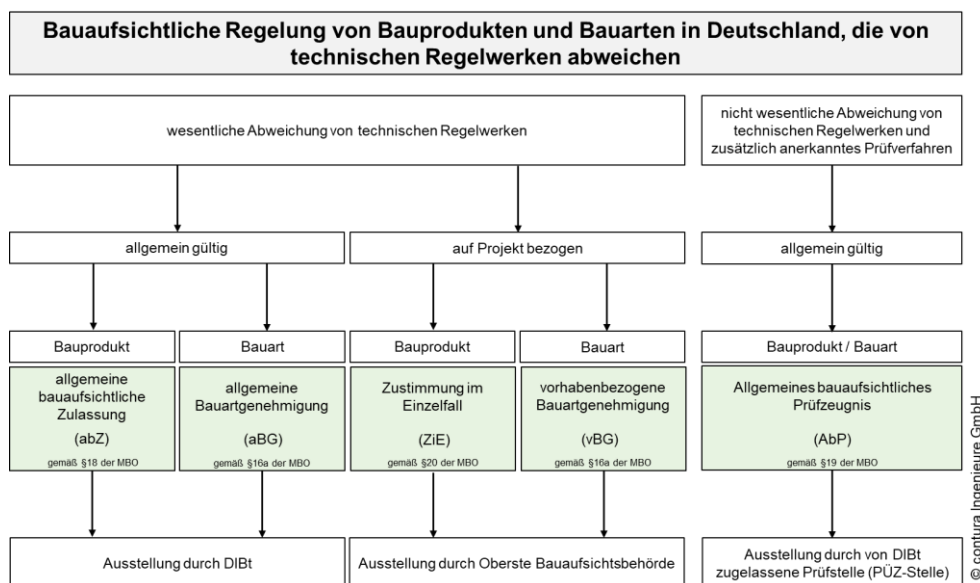 Bauaufsichtliche Regelung von Bauprodukten und Bauarten in Deutschland, die von
technischen Regelwerken abweichen
wesentliche Abweichung von technischen Regelwerken
nicht wesentliche Abweichung von
technischen Regelwerken und
zusätzlich anerkanntes Prüfverfahren
allgemein gültig
auf Projekt bezogen
allgemein gültig
Bauprodukt
Bauart
Bauprodukt
Bauart
Bauprodukt / Bauart
allgemeine
bauaufsichtliche
Zulassung
(abZ)
gemäß §18 der MBO
allgemeine
Bauartgenehmigung
(aBG)
gemäß §16a der MBO
Zustimmung im
Einzelfall
(ZiE)
gemäß §20 der MBO
vorhabenbezogene
Bauartgenehmigung
(vBG)
gemäß §16a der MBO
Allgemeines bauaufsichtliches
Prüfzeugnis
(AbP)
gemäß §19 der MBO
Ausstellung durch DIBt
Ausstellung durch Oberste Bauaufsichtsbehörde
Ausstellung durch von DIBt
zugelassene Prüfstelle (PÜZ-Stelle)
© contura Ingenieure GmbH